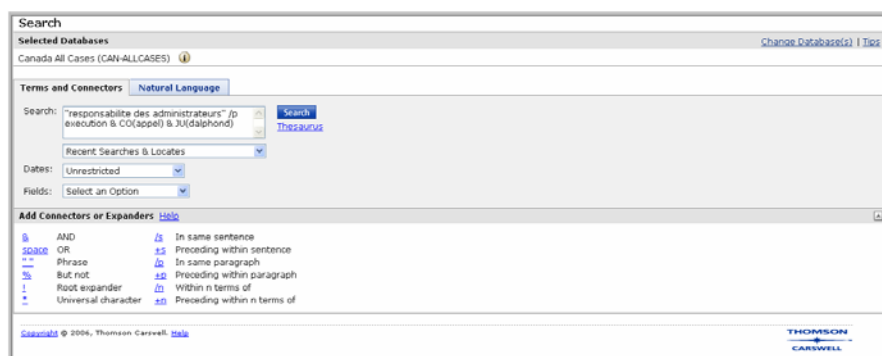 Search
Selected Databases Change Database(s) | Tips
Canada All Cases (CAN-ALLCASES)
Terms and Connectors Natural Language
Search: "responsabilite des administrateurs" /p Search
execution & CO(appel) & JU(dalphond) Thesaurus
Recent Searches & Locates
Dates: Unrestricted
Fields: Select an Option
Add Connectors or Expanders Help
& AND /s In same sentence
space OR +s Preceding within sentence
" " Phrase /p In same paragraph
% But not +p Preceding within paragraph
! Root expander /n Within n terms of
* Universal character +n Preceding within n terms of
Copyright © 2006, Thomson Carswell. Help
THOMSON
CARSWELL